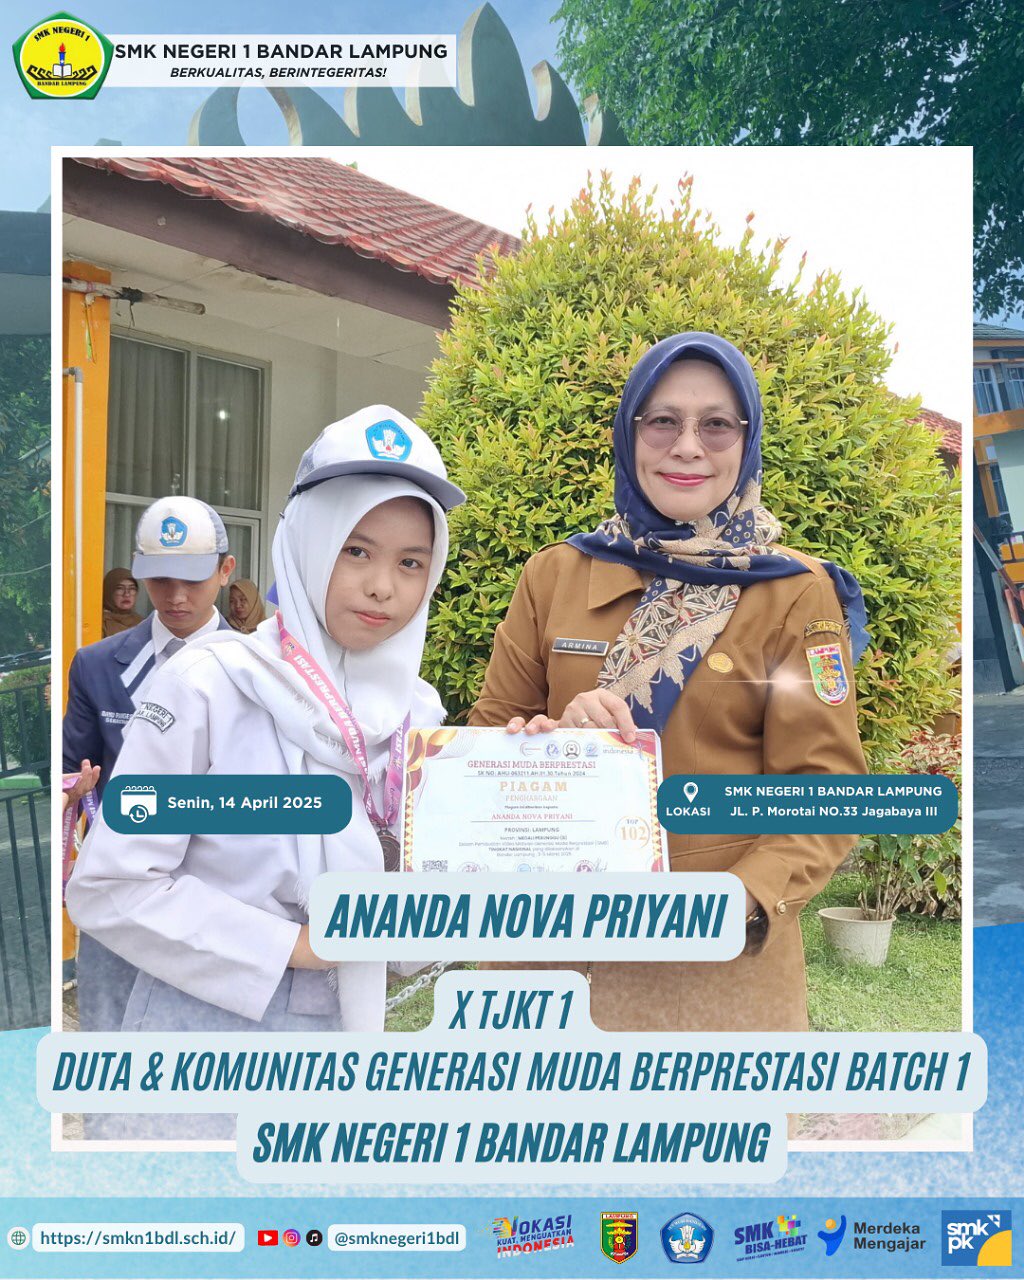 SMK NEGERI 1
BANDAR LAMPUNG
SMK NEGERI 1 BANDAR LAMPUNG
BERKUALITAS, BERINTEGERITAS!
ARMINA
LAMPUNG
GENERASI MUDA BERPRESTASI
PIAGAM
PENGHARGAAN
ANANDA NOVA PRIYANI
PROVINSI: LAMPUNG
TOP
102
Senin, 14 April 2025
LOKASI
SMK NEGERI 1 BANDAR LAMPUNG
JL. P. Morotai NO.33 Jagabaya III
ANANDA NOVA PRIYANI
X TJKT 1
DUTA & KOMUNITAS GENERASI MUDA BERPRESTASI BATCH 1
SMK NEGERI 1 BANDAR LAMPUNG
https://smkn1bdl.sch.id/
@smknegeri1bdl
VOKASI
KUAT, MENGUATKAN
INDONESIA
LAMPUNG
SMK
BISA-HEBAT
Merdeka
Mengajar
smk
pk